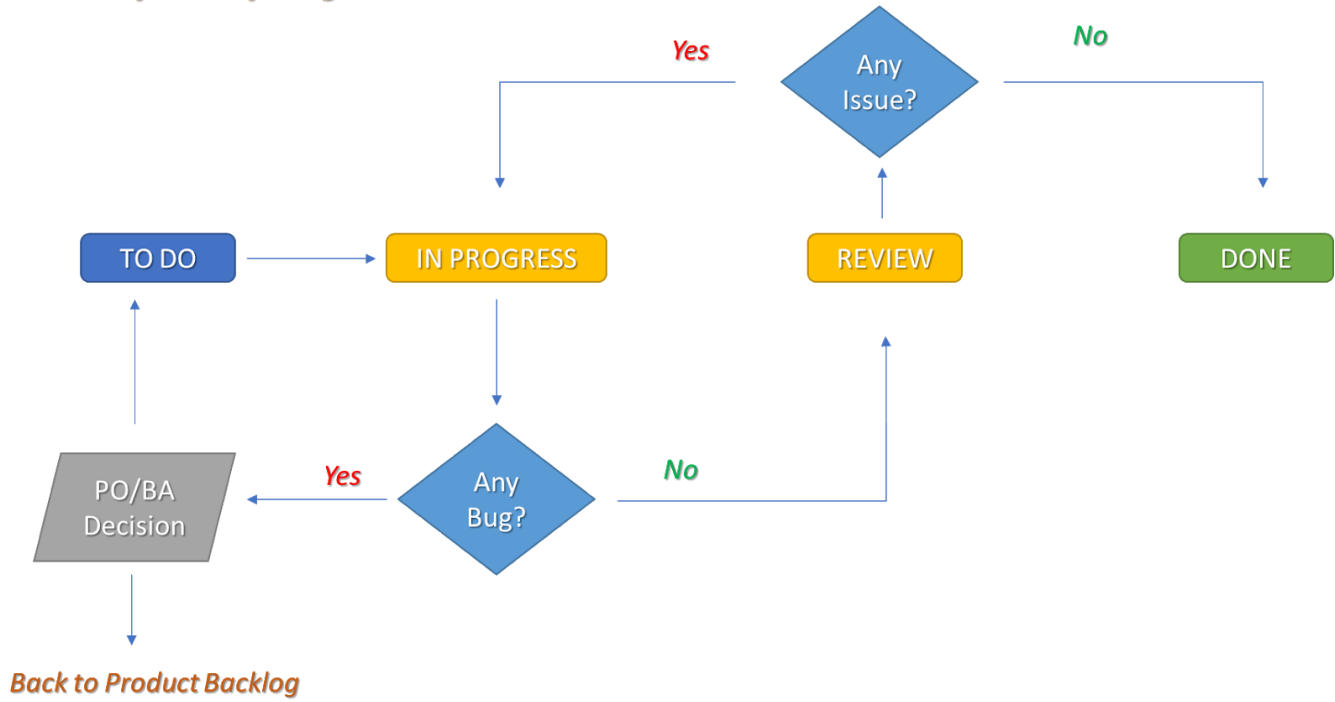 Yes
Any
Issue?
No
TO DO
IN PROGRESS
REVIEW
DONE
PO/BA
Decision
Yes
Any
Bug?
No
Back to Product Backlog